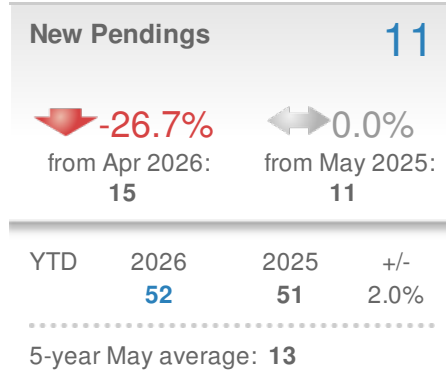 New Pendings 11
-26.7% 0.0%
from Apr 2026: from May 2025:
15 11
YTD 2026 2025 +/-
52 51 2.0%
5-year May average: 13